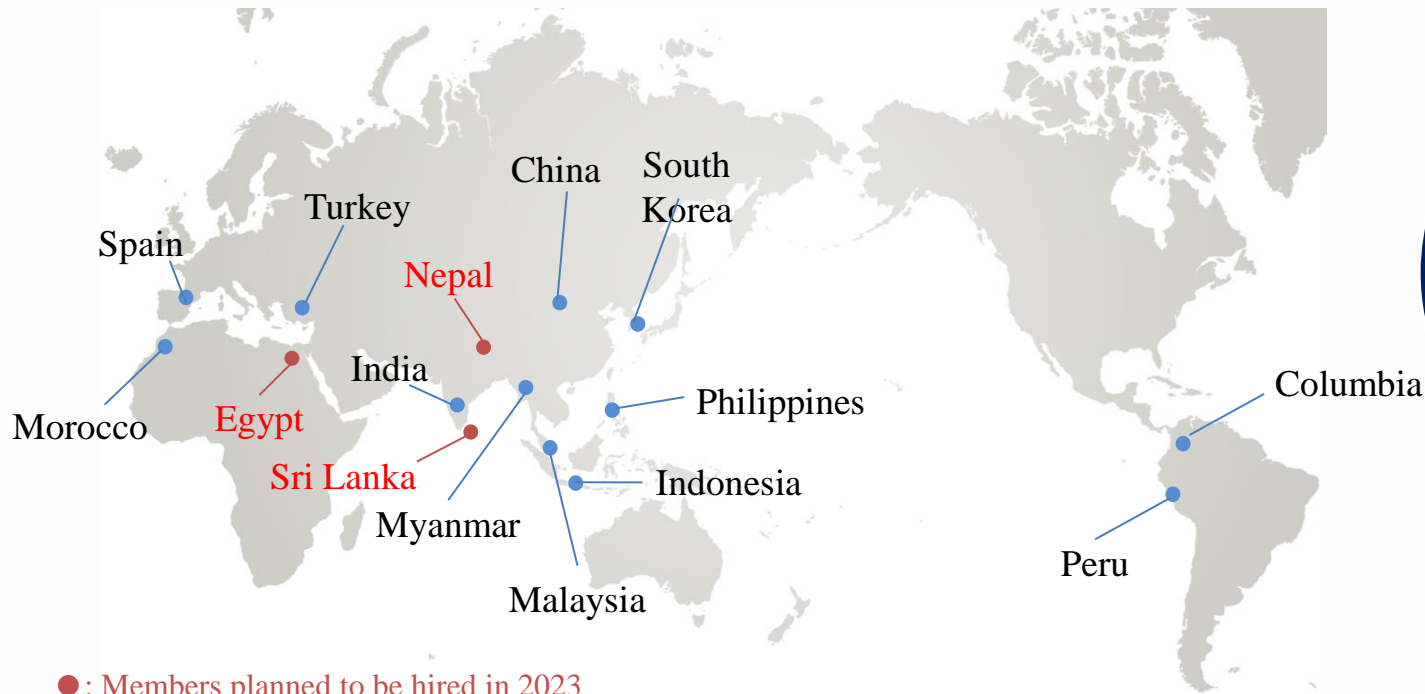 China
South
Korea
Turkey
Spain
Nepal
India
Columbia
Philippines
Morocco
Egypt
Sri Lanka
Indonesia
Myanmar
Peru
Malaysia
: Members planned to be hired in 2023